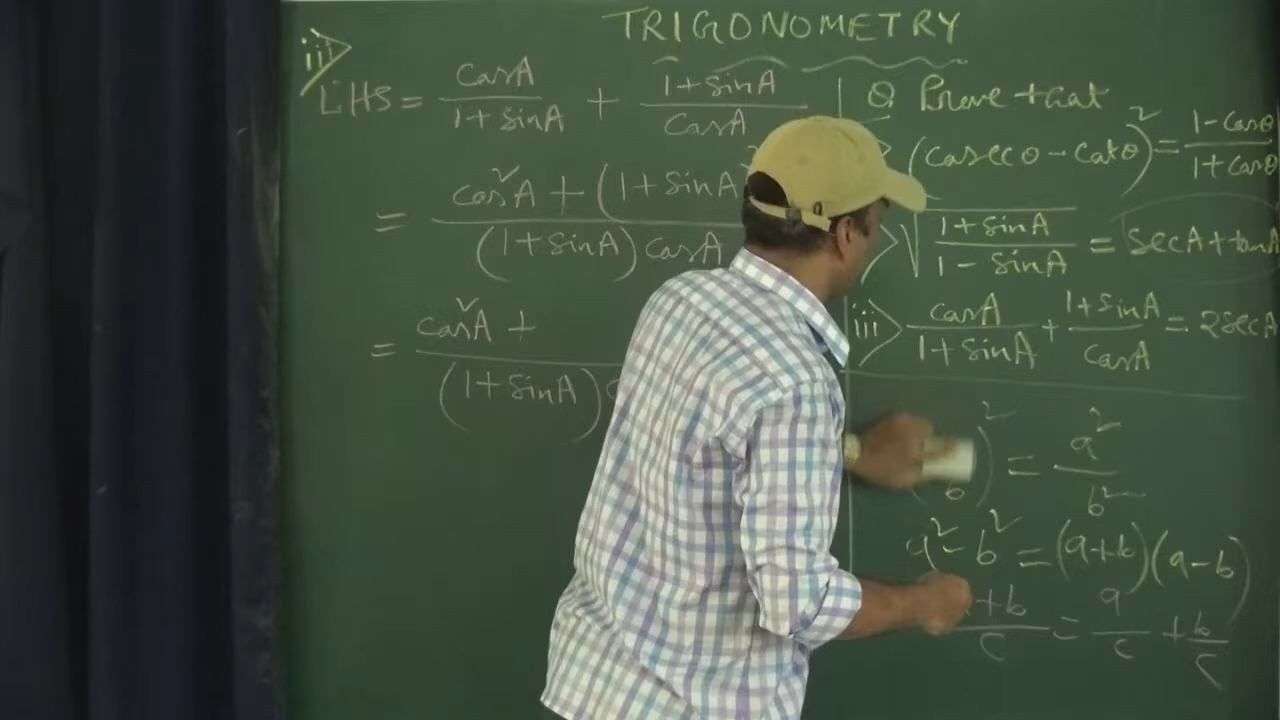 TRIGONOMETRY
iii>
LHS = cosA/1+sinA + 1+sinA/cosA
= cos²A + (1+sinA)/(1+sinA)cosA
= cos²A +/(1+sinA)
Q Prove that
> (cosecθ - cotθ)² = 1-cosθ/1+cosθ
> √1+sinA/1-sinA = secA+tanA
iii> cosA/1+sinA + 1+sinA/cosA = 2secA
)² = a²/b²
a²-b² = (a+b)(a-b)
+b/c = a/c + b/c